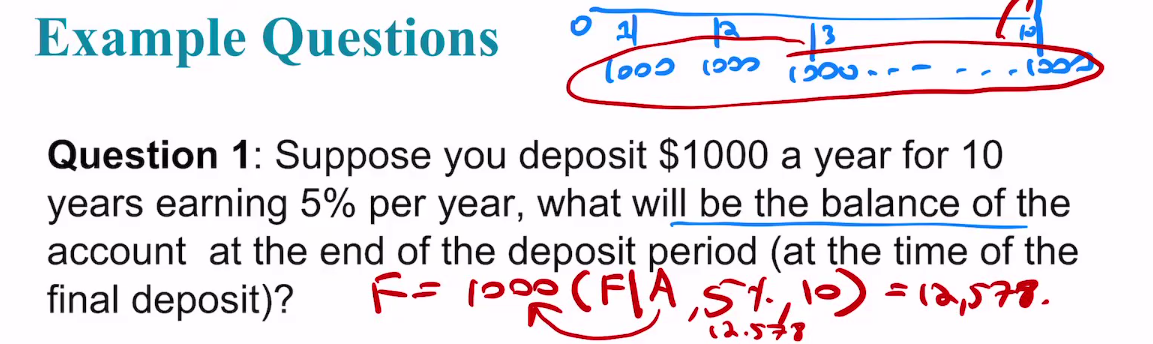 Example Questions
0 1 2 3 10
1000 1000 1000 - - - - - - 1000
Question 1: Suppose you deposit $1000 a year for 10
years earning 5% per year, what will be the balance of the
account at the end of the deposit period (at the time of the
final deposit)?
F = 1000 (F|A, 5%, 10) = 12,578.
12.578